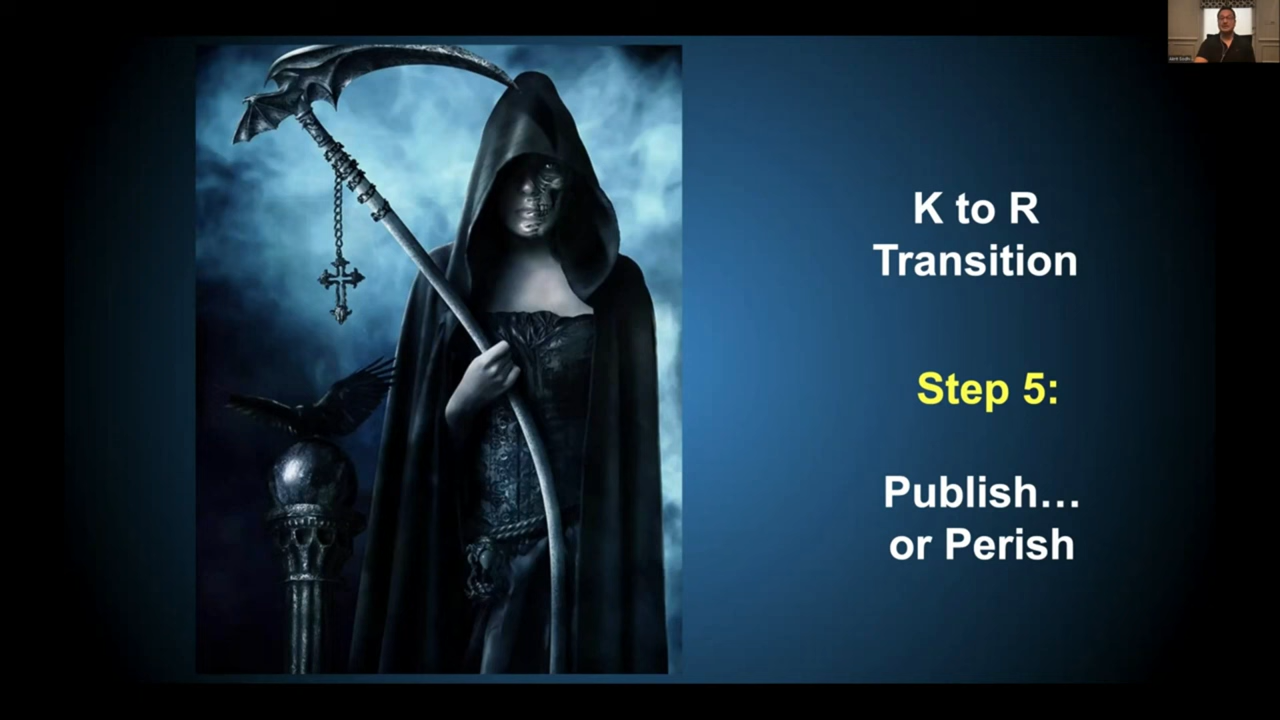 K to R
Transition
Step 5:
Publish…
or Perish